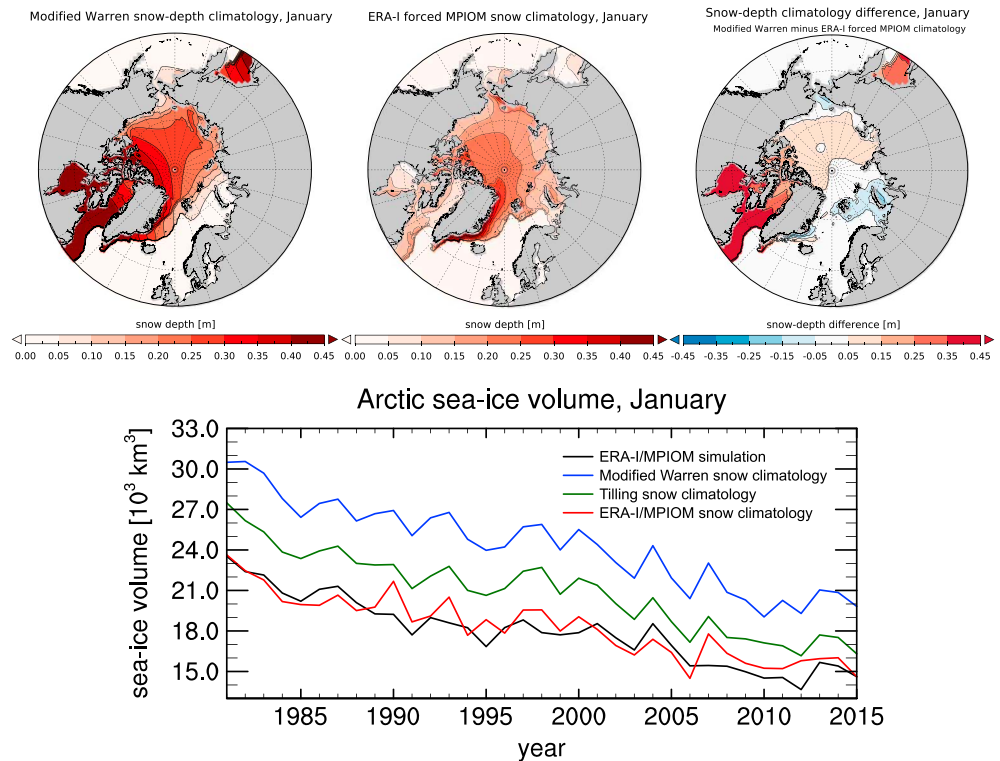 Modified Warren snow-depth climatology, January
ERA-I forced MPIOM snow climatology, January
Snow-depth climatology difference, January
Modified Warren minus ERA-I forced MPIOM climatology
snow depth [m]
0.00 0.05 0.10 0.15 0.20 0.25 0.30 0.35 0.40 0.45
snow depth [m]
0.00 0.05 0.10 0.15 0.20 0.25 0.30 0.35 0.40 0.45
snow-depth difference [m]
-0.45 -0.35 -0.25 -0.15 -0.05 0.05 0.15 0.25 0.35 0.45
Arctic sea-ice volume, January
sea-ice volume [10³ km³]
33.0
30.0
27.0
24.0
21.0
18.0
15.0
ERA-I/MPIOM simulation
Modified Warren snow climatology
Tilling snow climatology
ERA-I/MPIOM snow climatology
1985 1990 1995 2000 2005 2010 2015
year